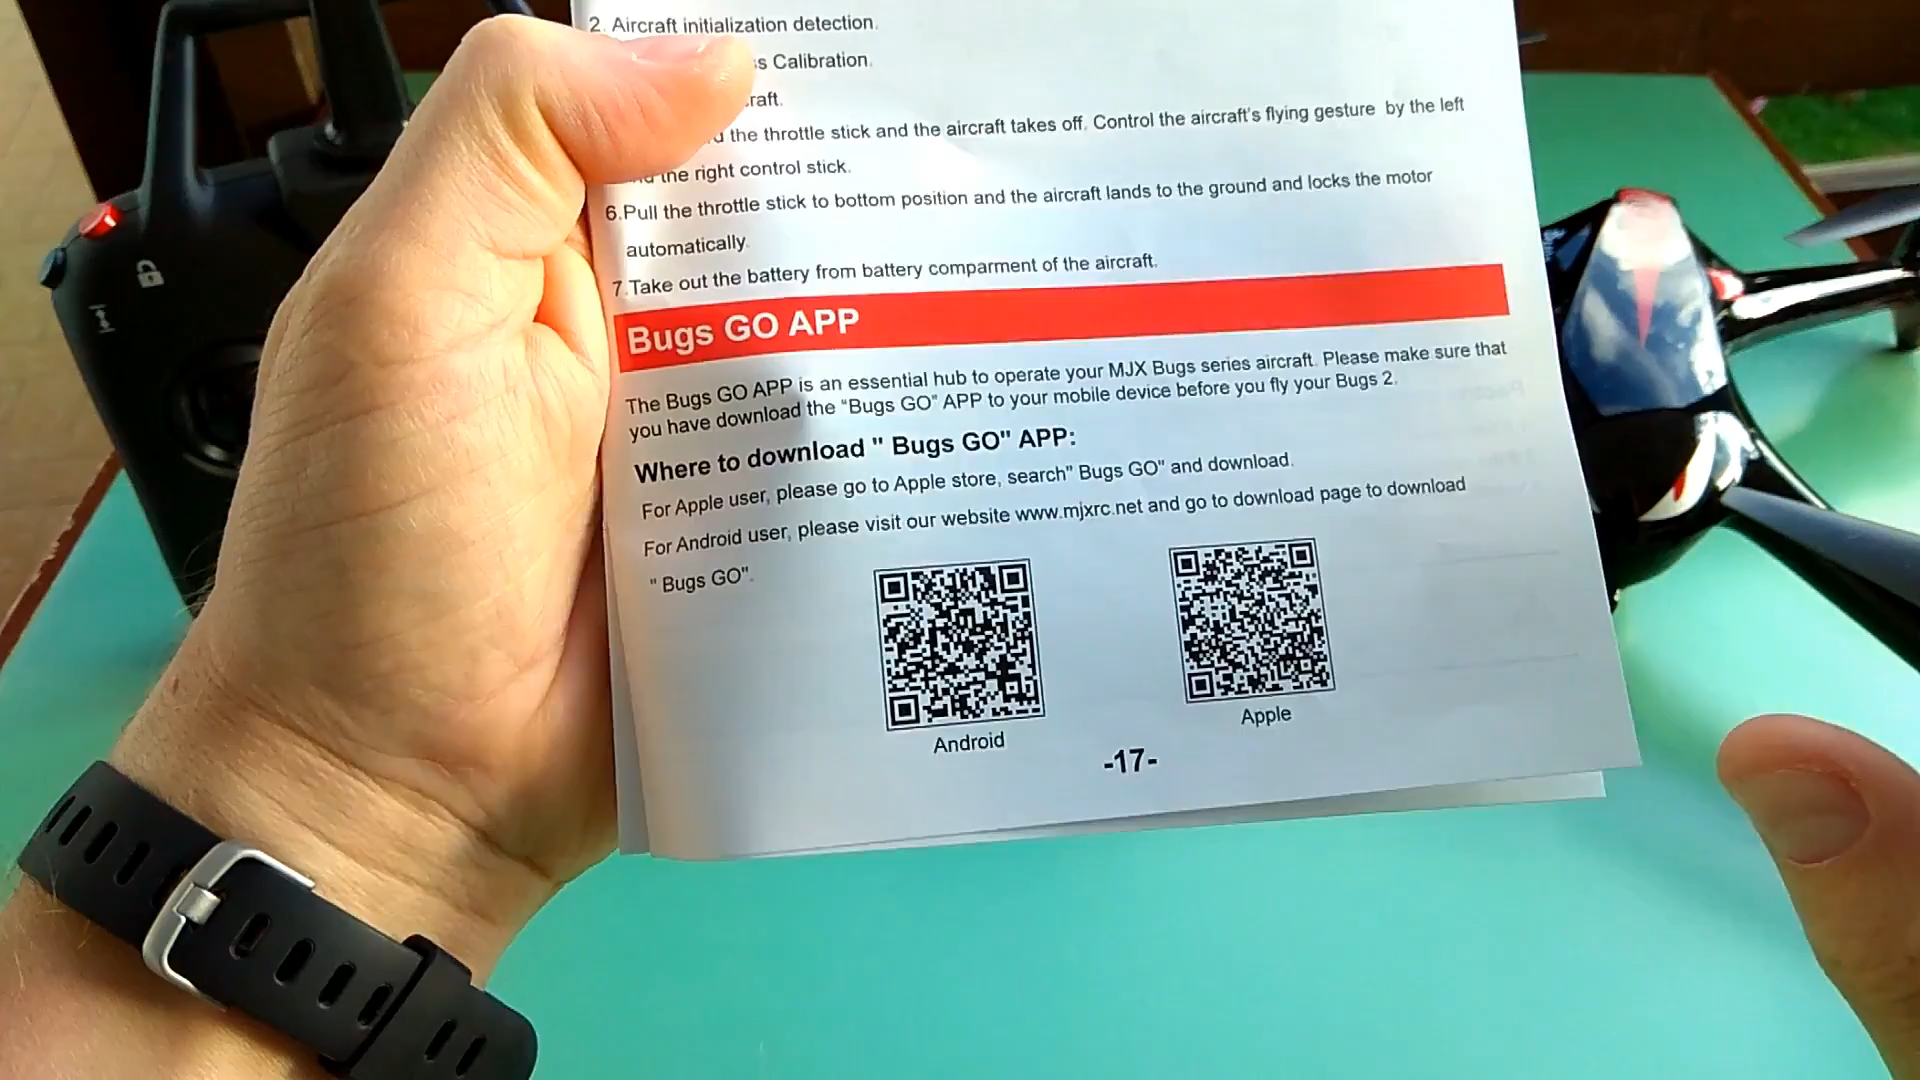 2. Aircraft initialization detection.
Calibration.
the throttle stick and the aircraft takes off. Control the aircraft's flying gesture by the left
the right control stick.
6.Pull the throttle stick to bottom position and the aircraft lands to the ground and locks the motor
automatically.
7.Take out the battery from battery comparment of the aircraft.
Bugs GO APP
The Bugs GO APP is an essential hub to operate your MJX Bugs series aircraft. Please make sure that
you have download the “Bugs GO” APP to your mobile device before you fly your Bugs 2.
Where to download " Bugs GO" APP:
For Apple user, please go to Apple store, search" Bugs GO" and download.
For Android user, please visit our website www.mjxrc.net and go to download page to download
" Bugs GO".
Android
Apple
-17-